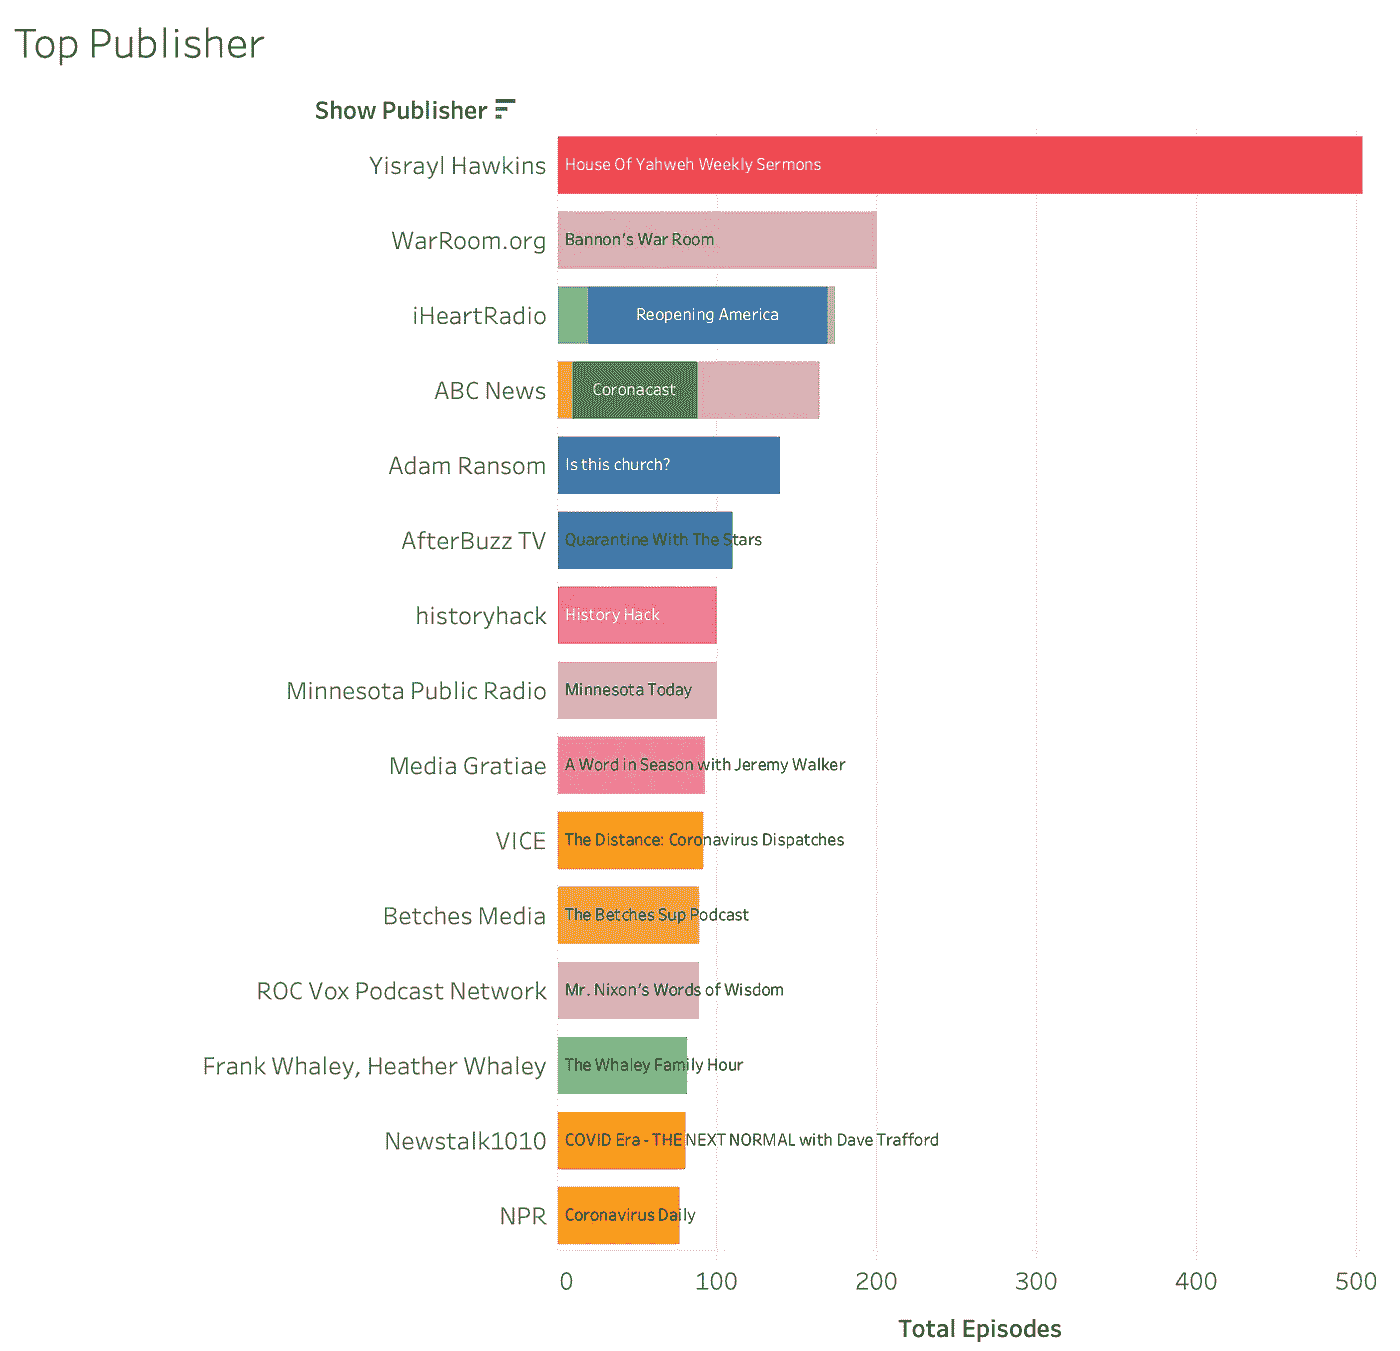 Top Publisher
Show Publisher
Yisrayl Hawkins House Of Yahweh Weekly Sermons
WarRoom.org Bannon's War Room
iHeartRadio Reopening America
ABC News Coronacast
Adam Ransom Is this church?
AfterBuzz TV Quarantine With The Stars
historyhack History Hack
Minnesota Public Radio Minnesota Today
Media Gratiae A Word in Season with Jeremy Walker
VICE The Distance: Coronavirus Dispatches
Betches Media The Betches Sup Podcast
ROC Vox Podcast Network Mr. Nixon's Words of Wisdom
Frank Whaley, Heather Whaley The Whaley Family Hour
Newstalk1010 COVID Era - THE NEXT NORMAL with Dave Trafford
NPR Coronavirus Daily
0 100 200 300 400 500
Total Episodes